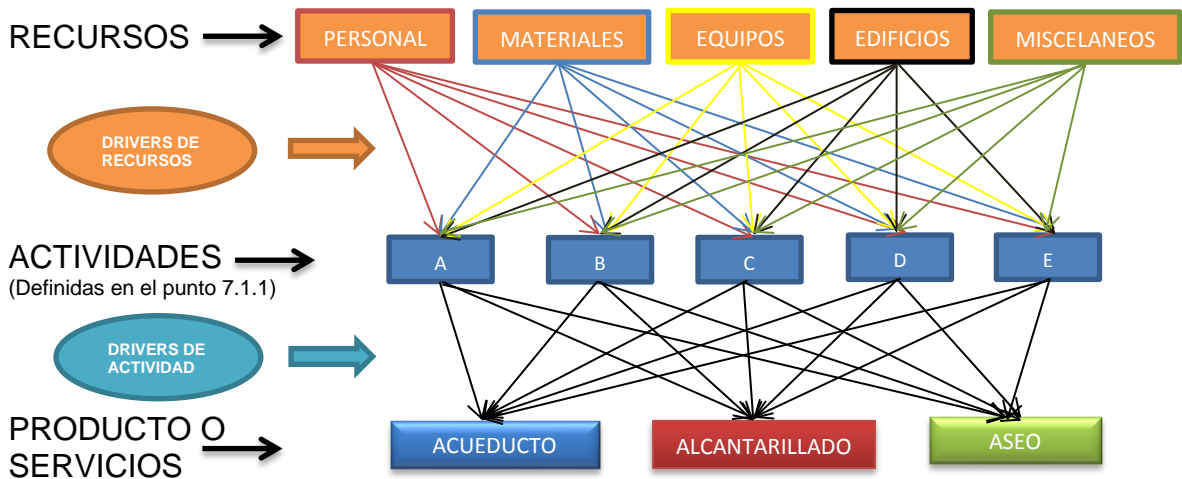 RECURSOS
PERSONAL
MATERIALES
EQUIPOS
EDIFICIOS
MISCELANEOS
DRIVERS DE
RECURSOS
ACTIVIDADES
(Definidas en el punto 7.1.1)
A
B
C
D
E
DRIVERS DE
ACTIVIDAD
PRODUCTO O
SERVICIOS
ACUEDUCTO
ALCANTARILLADO
ASEO